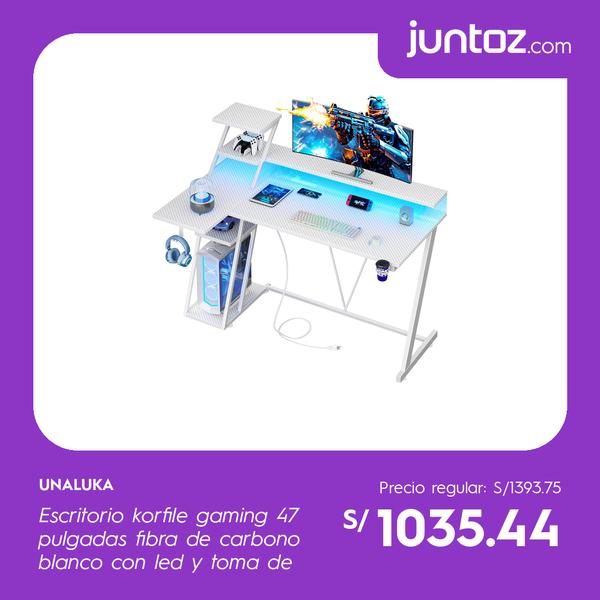 juntoz.com
UNALUKA
Escritorio korfile gaming 47
pulgadas fibra de carbono
blanco con led y toma de
Precio regular: S/1393.75
S/ 1035.44